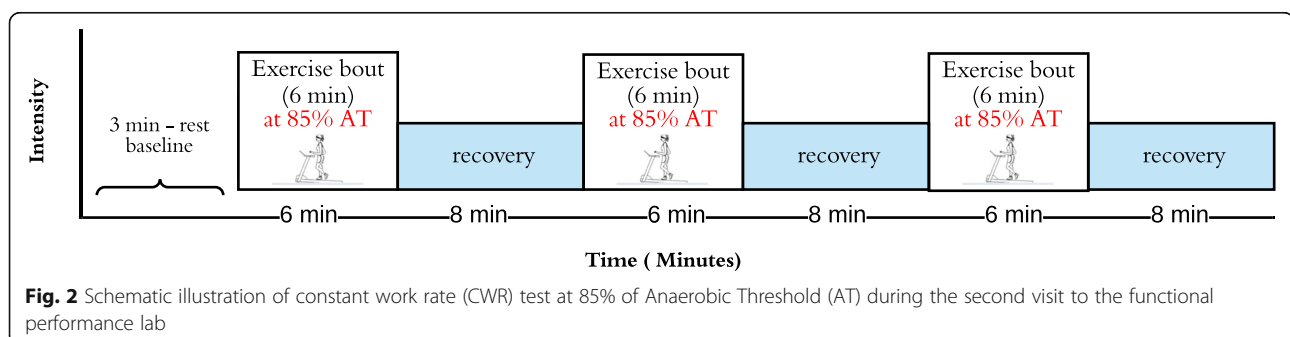 Intensity
3 min – rest
baseline
Exercise bout
(6 min)
at 85% AT
recovery
Exercise bout
(6 min)
at 85% AT
recovery
Exercise bout
(6 min)
at 85% AT
recovery
6 min
8 min
6 min
8 min
6 min
8 min
Time ( Minutes)
Fig. 2 Schematic illustration of constant work rate (CWR) test at 85% of Anaerobic Threshold (AT) during the second visit to the functional
performance lab